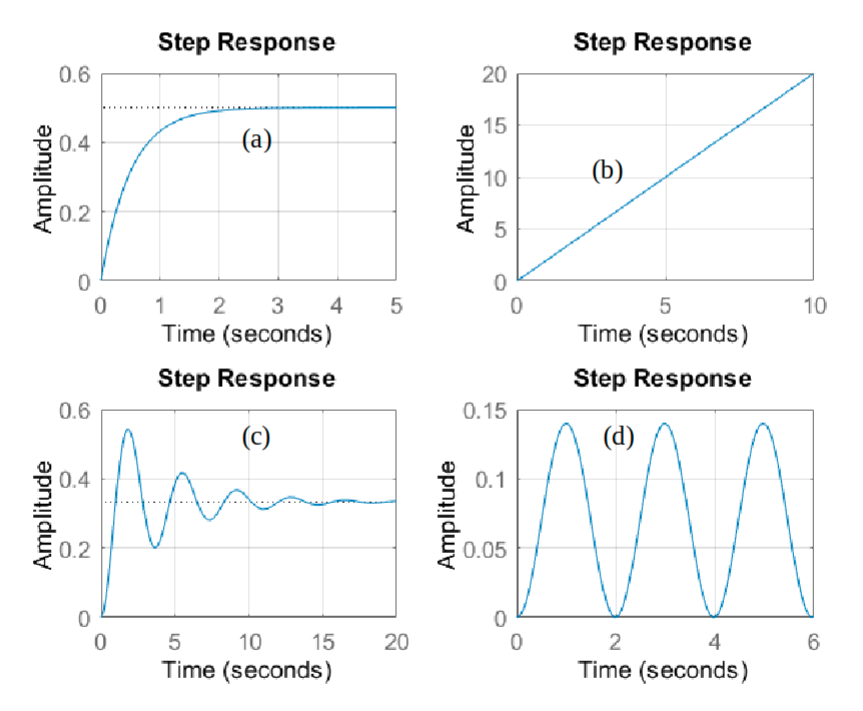 Step Response
0.6
0.4
0.2
0
Amplitude
(a)
0 1 2 3 4 5
Time (seconds)
Step Response
20
15
10
5
0
Amplitude
(b)
0 5 10
Time (seconds)
Step Response
0.6
0.4
0.2
0
Amplitude
(c)
0 5 10 15 20
Time (seconds)
Step Response
0.15
0.1
0.05
0
Amplitude
(d)
0 2 4 6
Time (seconds)